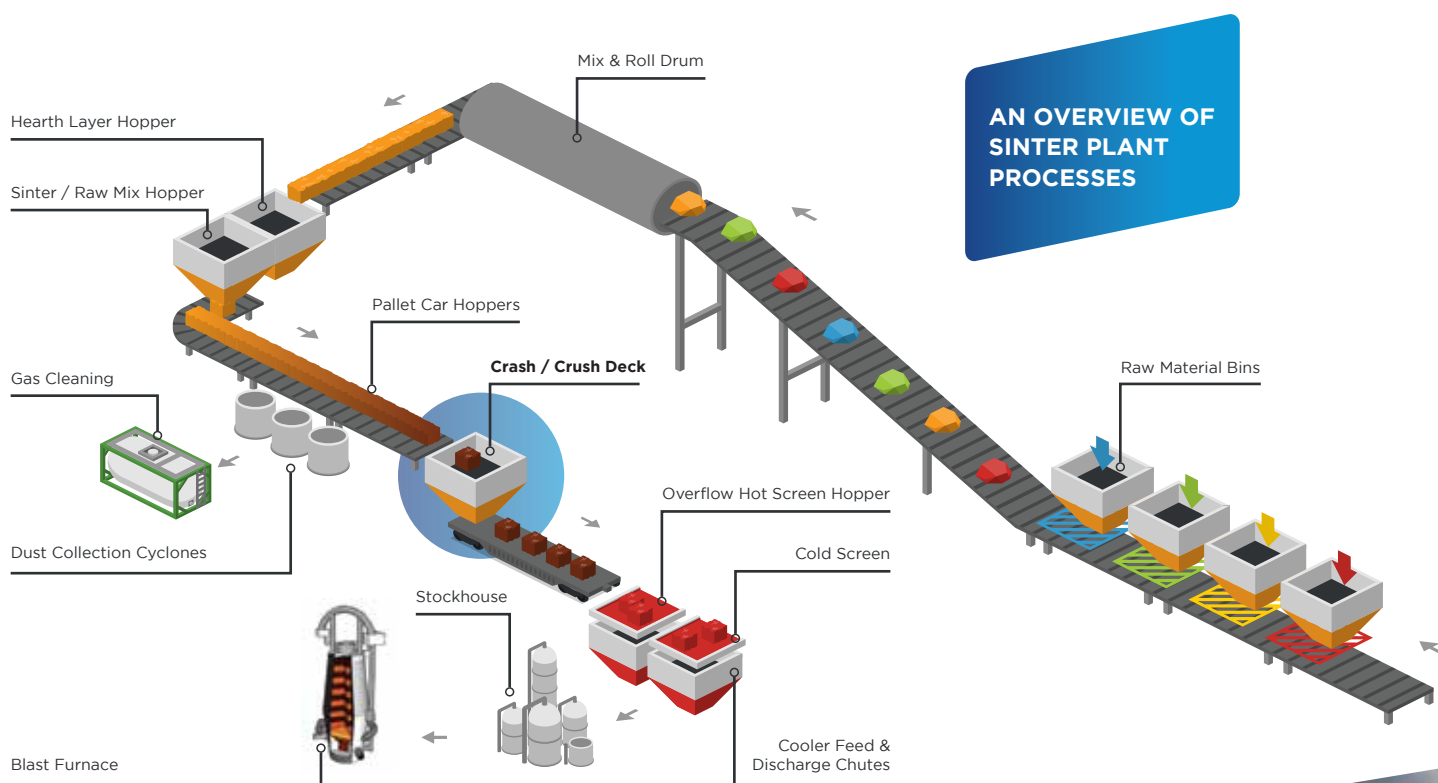 Mix & Roll Drum
AN OVERVIEW OF
SINTER PLANT
PROCESSES
Hearth Layer Hopper
Sinter / Raw Mix Hopper
Pallet Car Hoppers
Crash / Crush Deck
Raw Material Bins
Gas Cleaning
Overflow Hot Screen Hopper
Dust Collection Cyclones
Cold Screen
Stockhouse
Blast Furnace
Cooler Feed &
Discharge Chutes